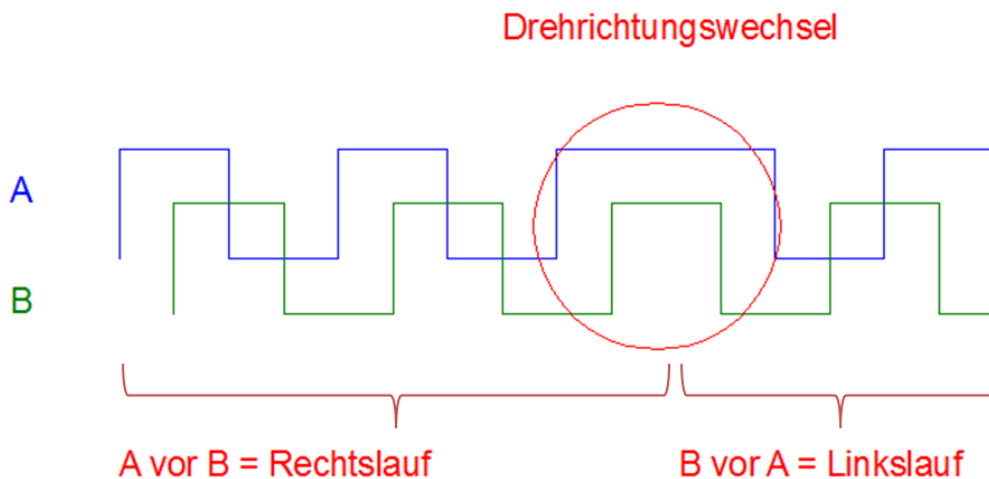 Drehrichtungswechsel
A
B
A vor B = Rechtslauf
B vor A = Linkslauf